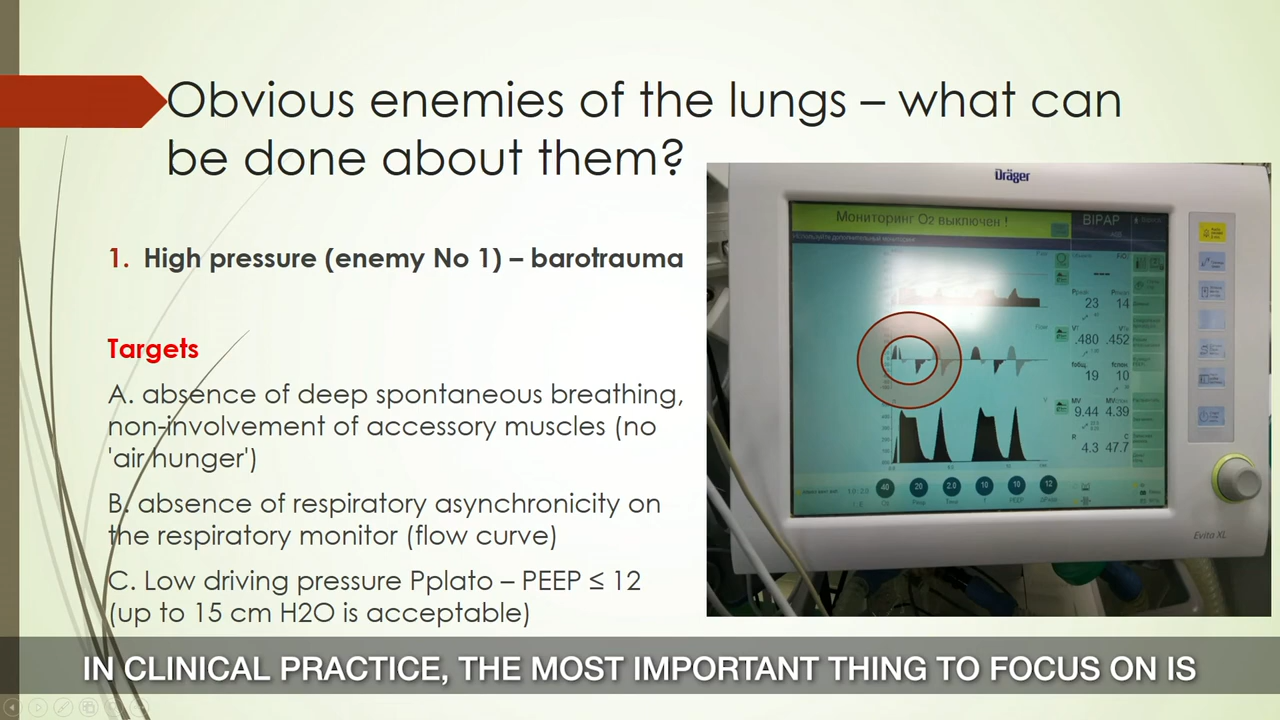 Obvious enemies of the lungs – what can
be done about them?
1. High pressure (enemy No 1) – barotrauma
Targets
A. absence of deep spontaneous breathing,
non-involvement of accessory muscles (no
'air hunger')
B. absence of respiratory asynchronicity on
the respiratory monitor (flow curve)
C. Low driving pressure Pplato – PEEP ≤ 12
(up to 15 cm H2O is acceptable)
Dräger
Мониторинг O2 выключен !
BIPAP
23 14
.480 .452
19 10
MV
9.44 4.39
R C
4.3 47.7
40 20 2.0 10 10 12
PEEP
Evita XL
IN CLINICAL PRACTICE, THE MOST IMPORTANT THING TO FOCUS ON IS